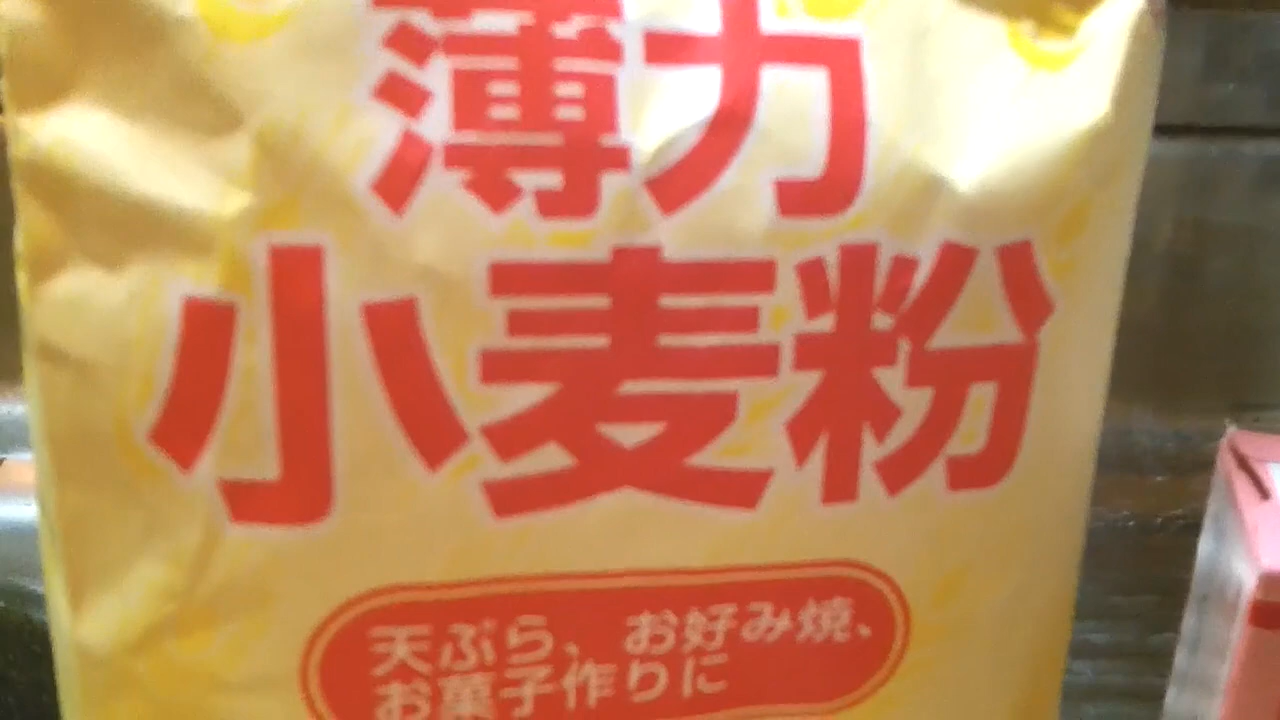 薄力
小麦粉
天ぷら、お好み焼、
お菓子作りに